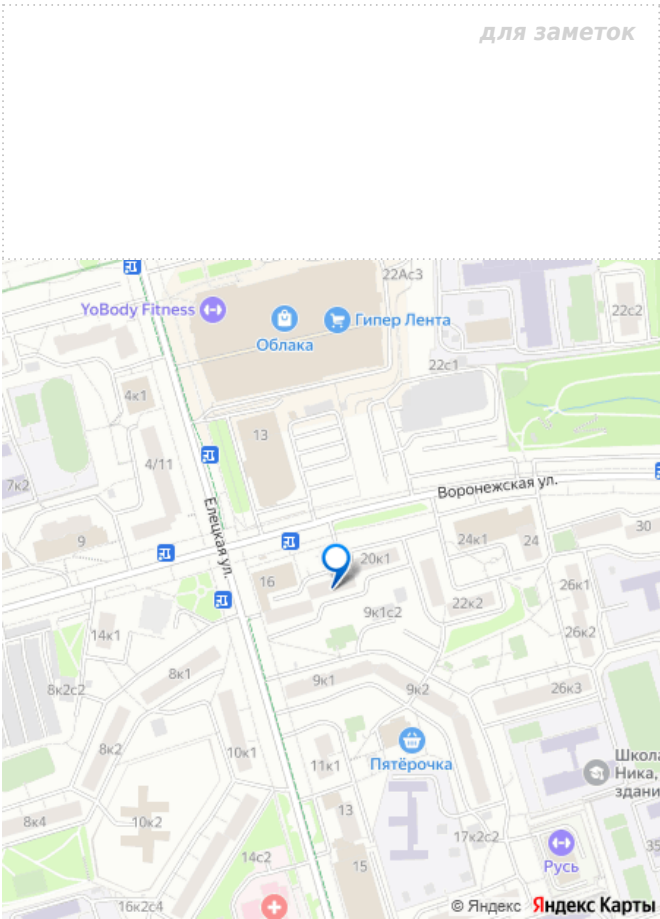 для заметок
22Ас3
YoBody Fitness
22с2
Гипер Лента
Облака
22с1
4к1
13
4/11
7к2
Воронежская ул.
Елецкая ул.
30
9
24к1
24
20к1
16
26к1
22к2
9к1с2
14к1
26к2
8к1
9к1
9к2
26к3
8к2с2
8к2
10к1
Школа
Ника,
здани
11к1
Пятёрочка
13
8к4
10к2
17к2с2
35
14с2
15
Русь
16к2с4
© Яндекс Яндекс Карты